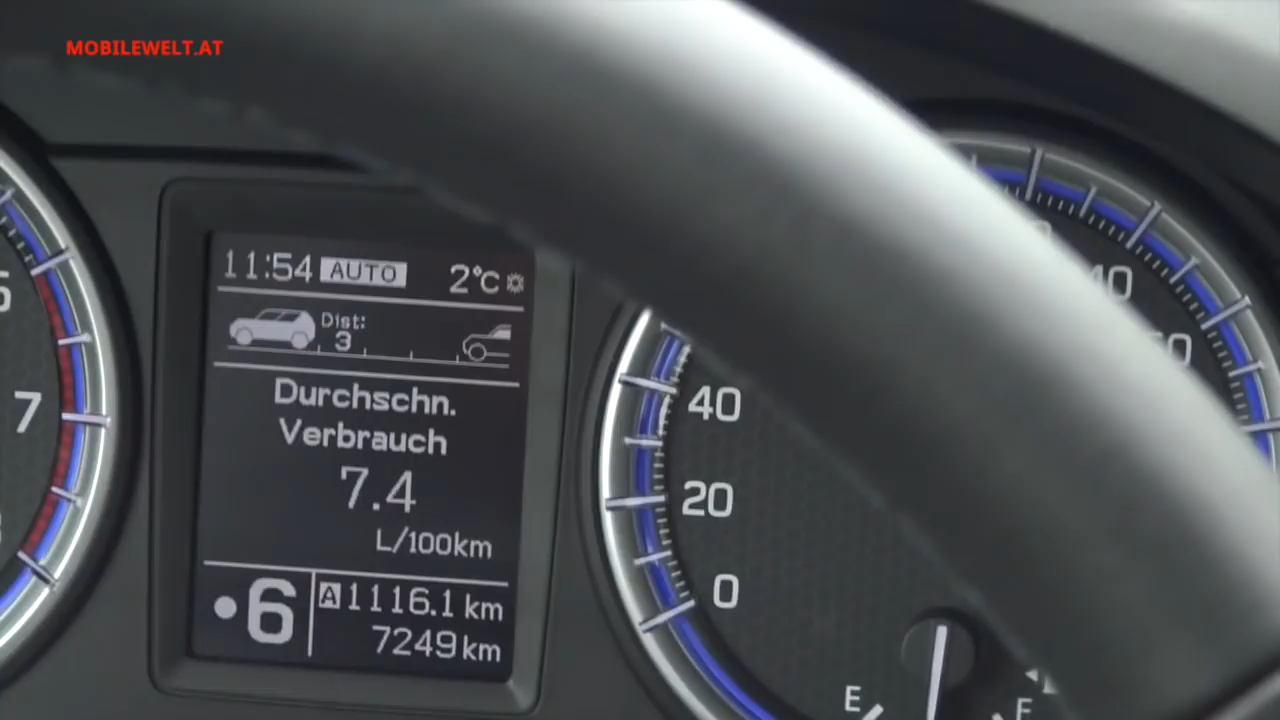 MOBILEWELT.AT
11:54 AUTO 2°C
Dist:
3
Durchschn.
Verbrauch
7.4
L/100km
•6
A 1116.1 km
7249 km
7
40
20
0
E
F